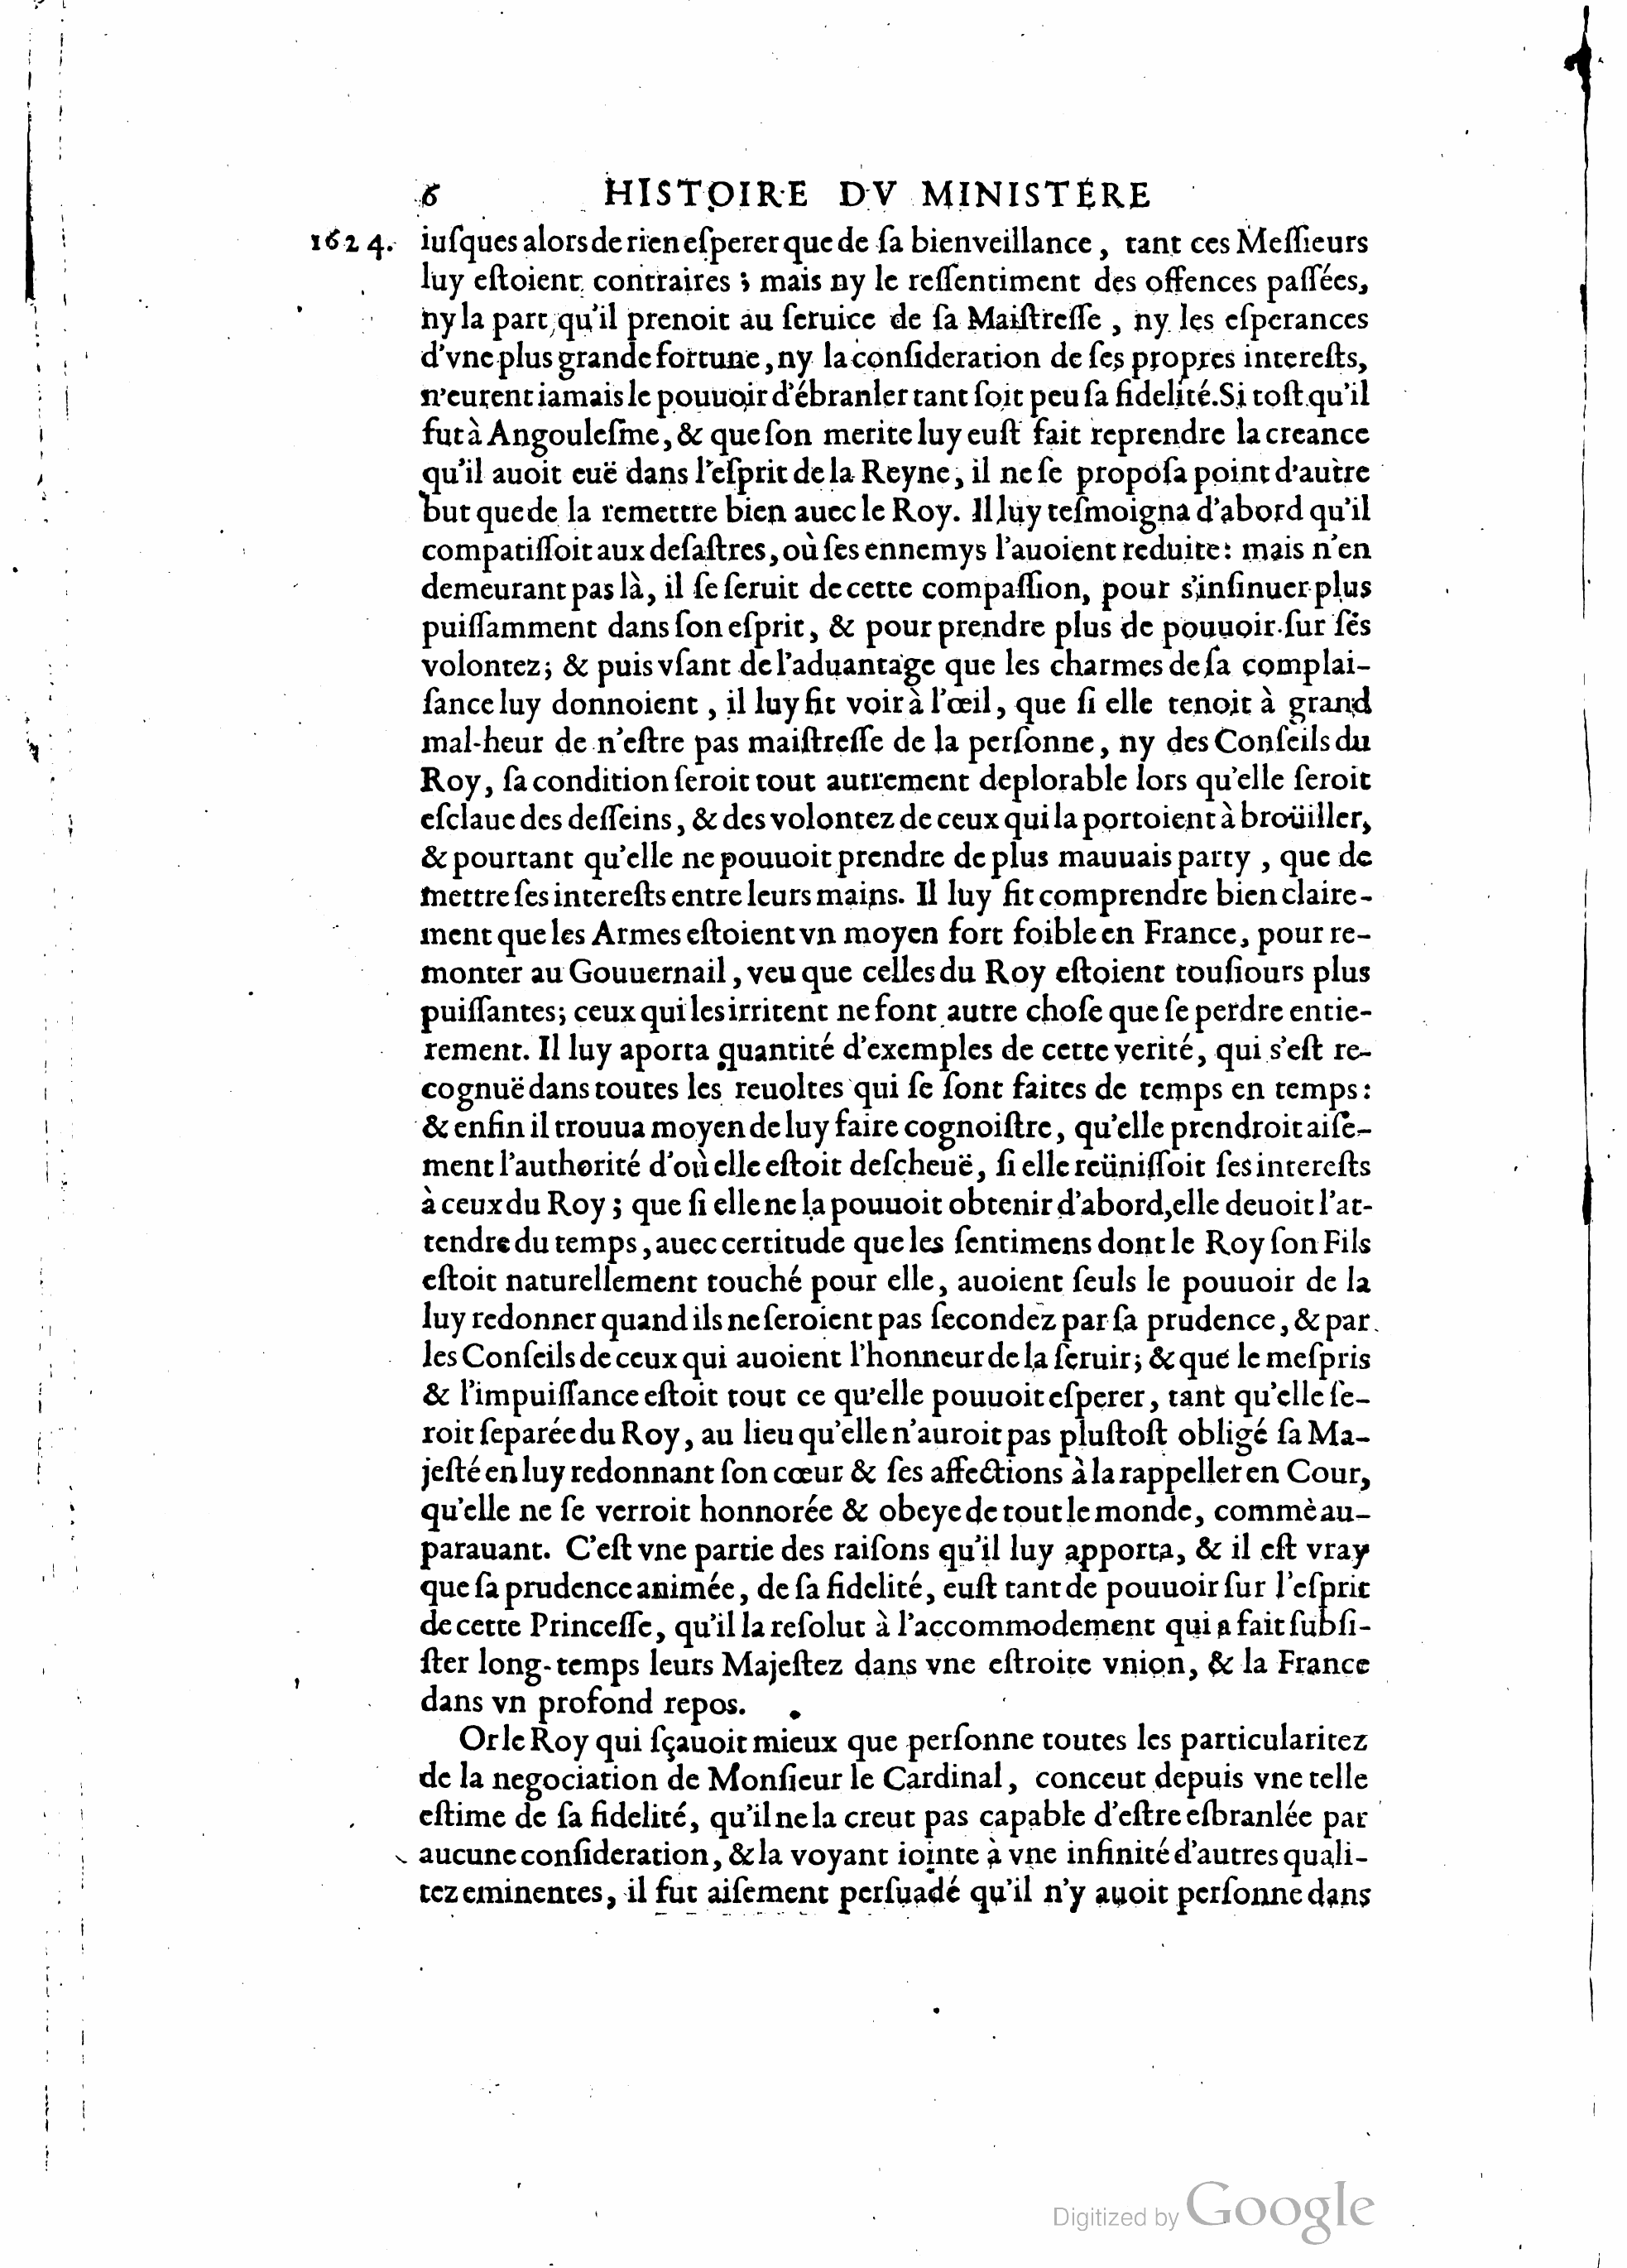 6 HISTOIRE DV MINISTERE
1624. iuſques alors de rien eſperer que de ſa bienveillance, tant ces Meſſieurs
luy eſtoient contraires ; mais ny le reſſentiment des offences paſſées,
ny la part qu'il prenoit au ſeruice de ſa Maiſtreſſe, ny les eſperances
d'vne plus grande fortune, ny la conſideration de ſes propres intereſts,
n'eurent iamais le pouuoir d'ébranler tant ſoit peu ſa fidelité. Si toſt qu'il
fut à Angouleſme, & que ſon merite luy euſt fait reprendre la creance
qu'il auoit euë dans l'eſprit de la Reyne, il ne ſe propoſa point d'autre
but que de la remettre bien auec le Roy. Il luy teſmoigna d'abord qu'il
compatiſſoit aux deſaſtres, où ſes ennemys l'auoient reduite: mais n'en
demeurant pas là, il ſe ſeruit de cette compaſſion, pour s'inſinuer plus
puiſſamment dans ſon eſprit, & pour prendre plus de pouuoir ſur ſes
volontez; & puis vſant de l'aduantage que les charmes de ſa complai-
ſance luy donnoient, il luy fit voir à l'œil, que ſi elle tenoit à grand
mal-heur de n'eſtre pas maiſtreſſe de la perſonne, ny des Conſeils du
Roy, ſa condition ſeroit tout autrement deplorable lors qu'elle ſeroit
eſclaue des deſſeins, & des volontez de ceux qui la portoient à broüiller,
& pourtant qu'elle ne pouuoit prendre de plus mauuais party, que de
mettre ſes intereſts entre leurs mains. Il luy fit comprendre bien claire-
ment que les Armes eſtoient vn moyen fort foible en France, pour re-
monter au Gouuernail, veu que celles du Roy eſtoient touſiours plus
puiſſantes; ceux qui les irritent ne font autre choſe que ſe perdre entie-
rement. Il luy aporta quantité d'exemples de cette verité, qui s'eſt re-
cognuë dans toutes les reuoltes qui ſe ſont faites de temps en temps:
& enfin il trouua moyen de luy faire cognoiſtre, qu'elle prendroit aiſe-
ment l'authorité d'où elle eſtoit deſcheuë, ſi elle reüniſſoit ſes intereſts
à ceux du Roy ; que ſi elle ne la pouuoit obtenir d'abord, elle deuoit l'at-
tendre du temps, auec certitude que les ſentimens dont le Roy ſon Fils
eſtoit naturellement touché pour elle, auoient ſeuls le pouuoir de la
luy redonner quand ils ne ſeroient pas ſecondez par ſa prudence, & par
les Conſeils de ceux qui auoient l'honneur de la ſeruir; & que le meſpris
& l'impuiſſance eſtoit tout ce qu'elle pouuoit eſperer, tant qu'elle ſe-
roit ſeparée du Roy, au lieu qu'elle n'auroit pas pluſtoſt obligé ſa Ma-
jeſté en luy redonnant ſon cœur & ſes affections à la rappeller en Cour,
qu'elle ne ſe verroit honnorée & obeye de tout le monde, comme au-
parauant. C'eſt vne partie des raiſons qu'il luy apporta, & il eſt vray
que ſa prudence animée, de ſa fidelité, euſt tant de pouuoir ſur l'eſprit
de cette Princeſſe, qu'il la reſolut à l'accommodement qui a fait ſubſi-
ſter long-temps leurs Majeſtez dans vne eſtroite vnion, & la France
dans vn profond repos.
Or le Roy qui ſçauoit mieux que perſonne toutes les particularitez
de la negociation de Monſieur le Cardinal, conceut depuis vne telle
eſtime de ſa fidelité, qu'il ne la creut pas capable d'eſtre eſbranlée par
aucune conſideration, & la voyant iointe à vne infinité d'autres quali-
tez eminentes, il fut aiſement perſuadé qu'il n'y auoit perſonne dans
Digitized by Google